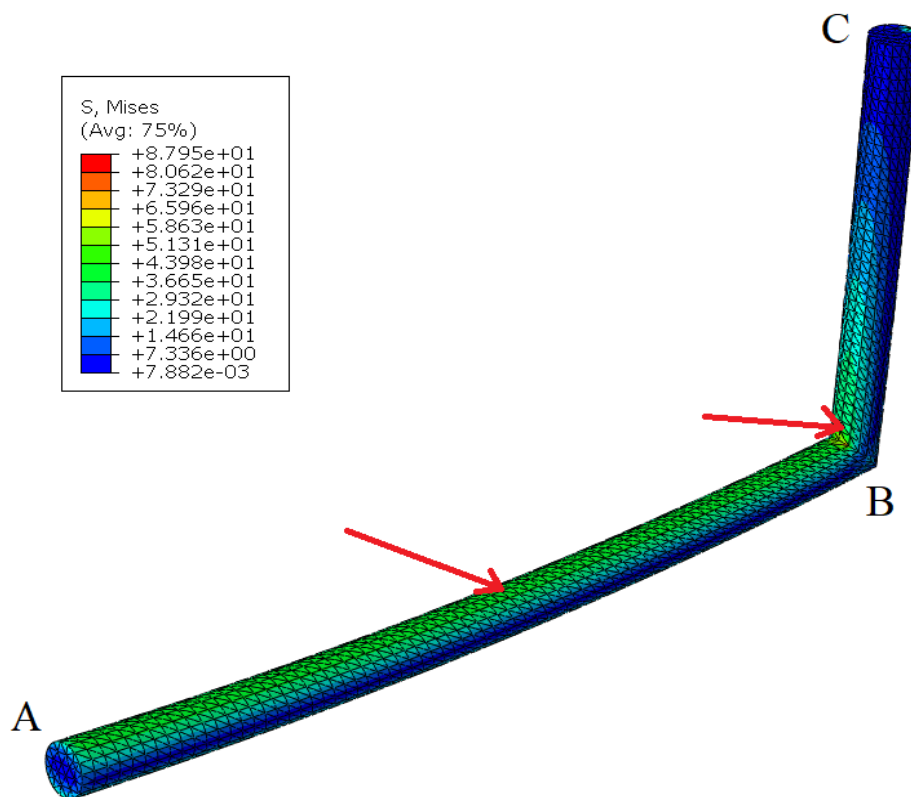 C
S, Mises
(Avg: 75%)
+8.795e+01
+8.062e+01
+7.329e+01
+6.596e+01
+5.863e+01
+5.131e+01
+4.398e+01
+3.665e+01
+2.932e+01
+2.199e+01
+1.466e+01
+7.336e+00
+7.882e-03
B
A